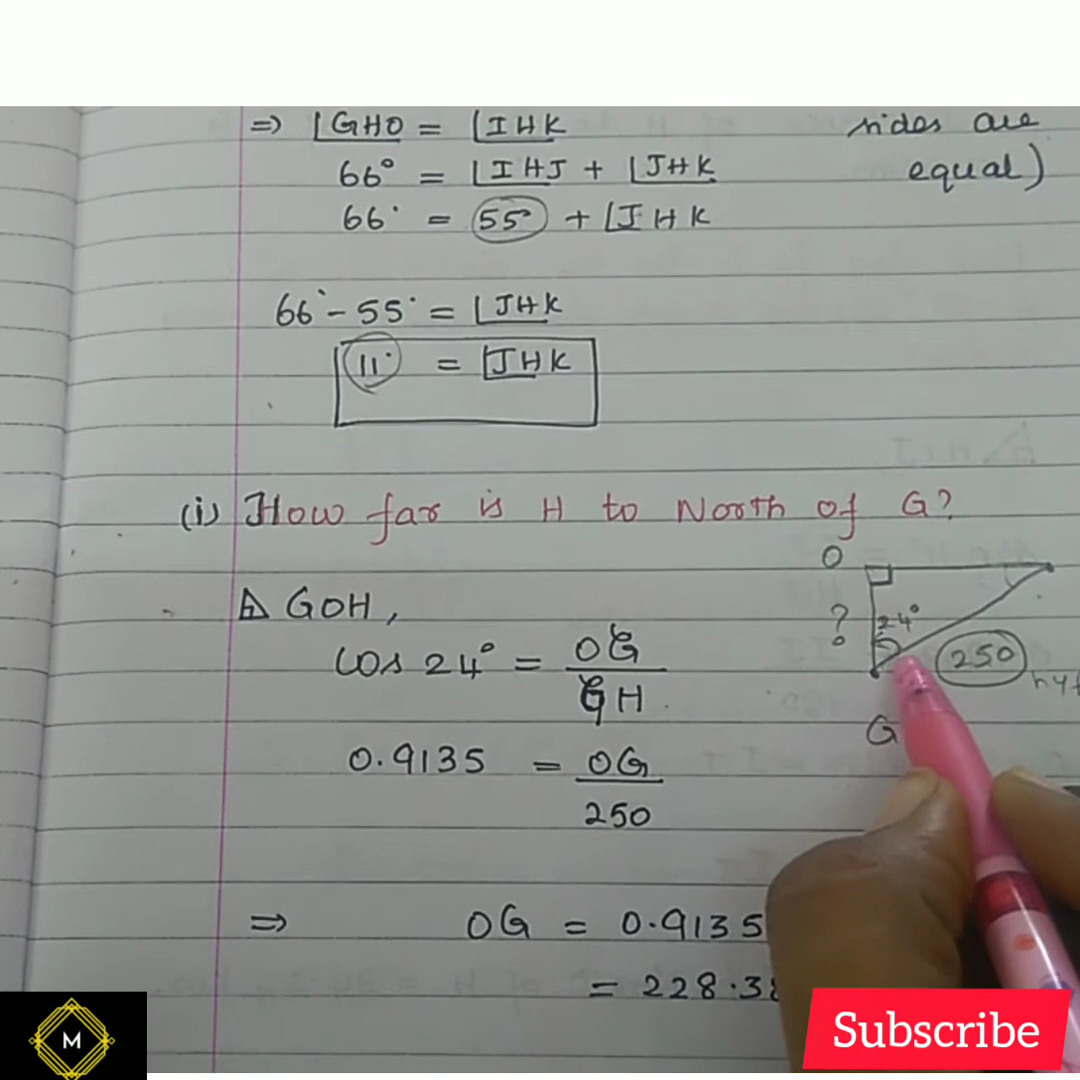 ⇒ ∟GHO = ∟IHK sides are
66° = ∟IHJ + ∟JHK equal)
66° = 55° + ∟JHK
66° - 55° = ∟JHK
11° = ∟JHK
(i) How far is H to North of G?
O
△ GOH,
? 24°
cos 24° = OG / GH
250
hyp
G
0.9135 = OG / 250
⇒ OG = 0.9135
= 228.38
M
Subscribe